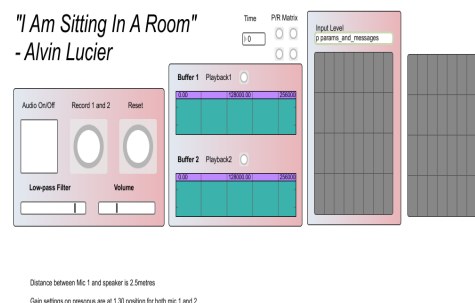 "I Am Sitting In A Room"
- Alvin Lucier
Time P/R Matrix
0
Input Level
p params_and_messages
Audio On/Off Record 1 and 2 Reset
Low-pass Filter Volume
Buffer 1 Playback1
0.00 128000.00 256000
Buffer 2 Playback2
0.00 128000.00 256000
Distance between Mic 1 and speaker is 2.5metres
Gain settings on presonus are at 1.30 position for both mic 1 and 2